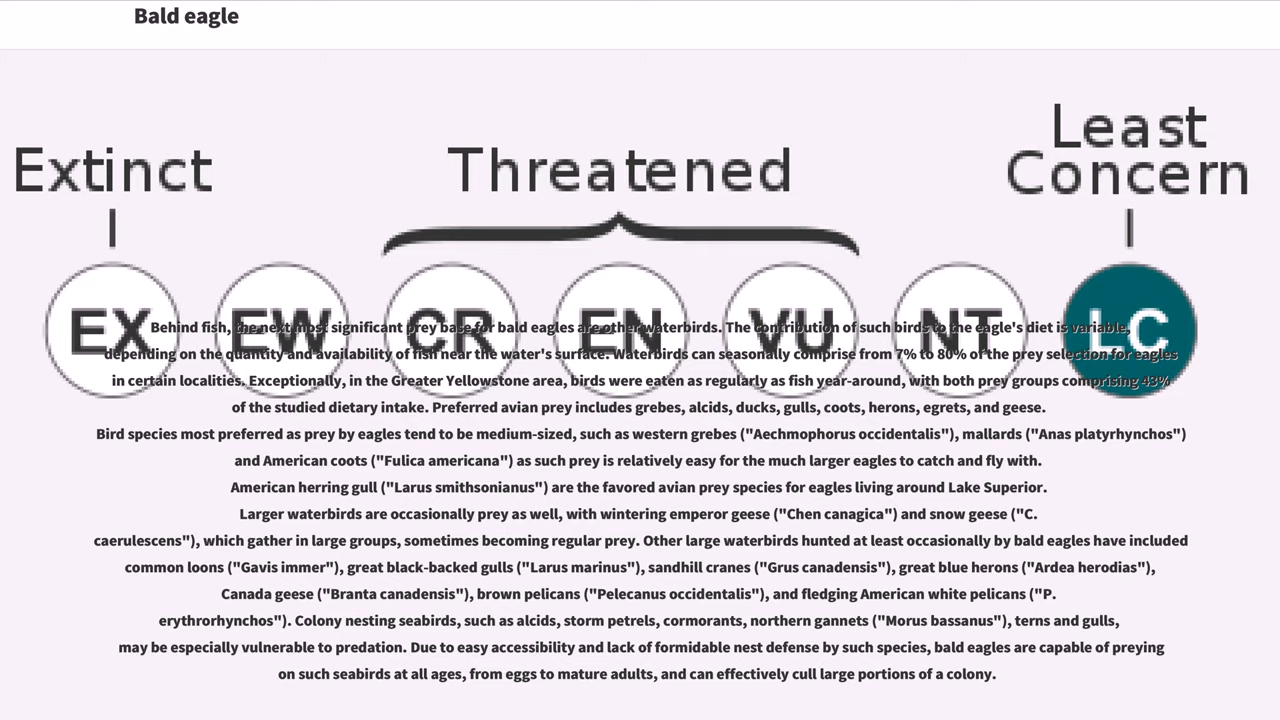 Bald eagle
Least
Extinct Threatened Concern
EX EW CR EN VU NT LC
Behind fish, the next most significant prey base for bald eagles are other waterbirds. The contribution of such birds to the eagle's diet is variable,
depending on the quantity and availability of fish near the water's surface. Waterbirds can seasonally comprise from 7% to 80% of the prey selection for eagles
in certain localities. Exceptionally, in the Greater Yellowstone area, birds were eaten as regularly as fish year-around, with both prey groups comprising 43%
of the studied dietary intake. Preferred avian prey includes grebes, alcids, ducks, gulls, coots, herons, egrets, and geese.
Bird species most preferred as prey by eagles tend to be medium-sized, such as western grebes ("Aechmophorus occidentalis"), mallards ("Anas platyrhynchos")
and American coots ("Fulica americana") as such prey is relatively easy for the much larger eagles to catch and fly with.
American herring gull ("Larus smithsonianus") are the favored avian prey species for eagles living around Lake Superior.
Larger waterbirds are occasionally prey as well, with wintering emperor geese ("Chen canagica") and snow geese ("C.
caerulescens"), which gather in large groups, sometimes becoming regular prey. Other large waterbirds hunted at least occasionally by bald eagles have included
common loons ("Gavis immer"), great black-backed gulls ("Larus marinus"), sandhill cranes ("Grus canadensis"), great blue herons ("Ardea herodias"),
Canada geese ("Branta canadensis"), brown pelicans ("Pelecanus occidentalis"), and fledging American white pelicans ("P.
erythrorhynchos"). Colony nesting seabirds, such as alcids, storm petrels, cormorants, northern gannets ("Morus bassanus"), terns and gulls,
may be especially vulnerable to predation. Due to easy accessibility and lack of formidable nest defense by such species, bald eagles are capable of preying
on such seabirds at all ages, from eggs to mature adults, and can effectively cull large portions of a colony.